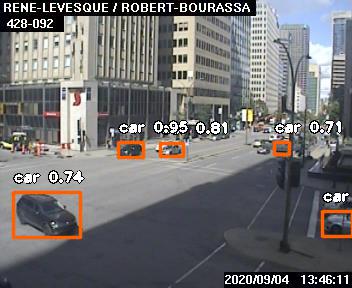 RENE-LEVESQUE / ROBERT-BOURASSA
428-092
car 0.95 0.81
car 0.71
car 0.74
car
2020/09/04 13:46:11